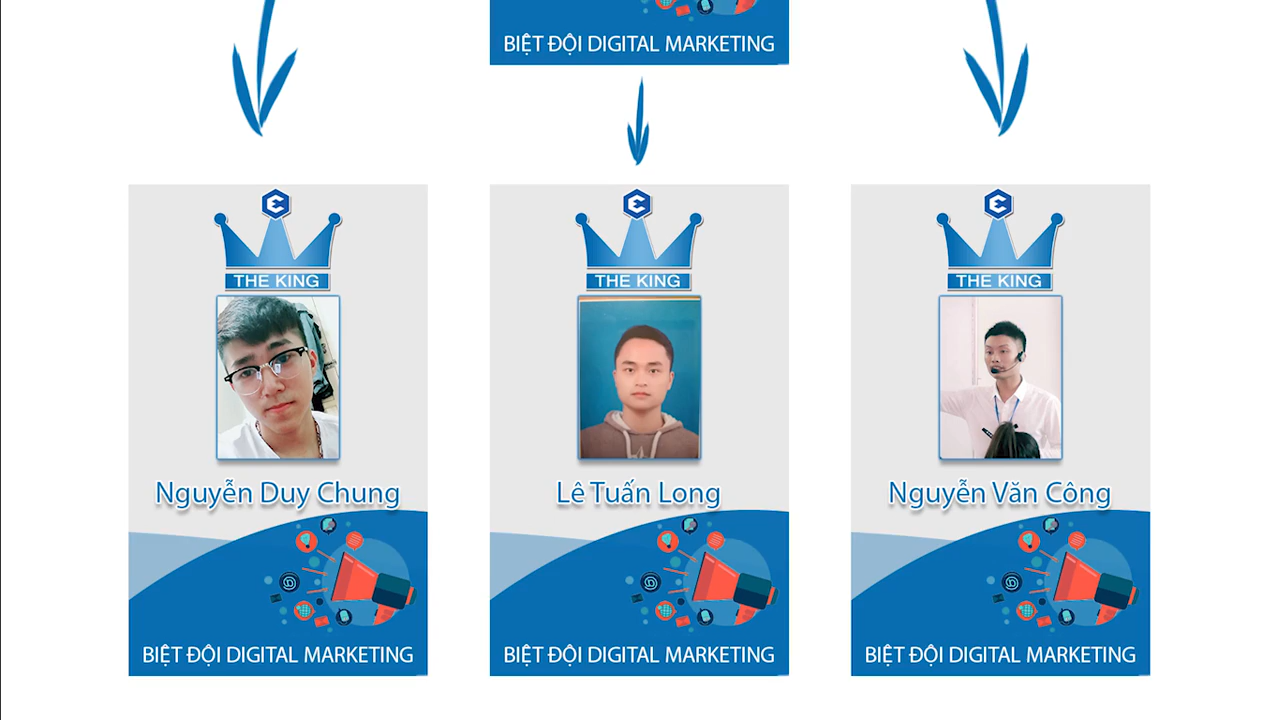 BIỆT ĐỘI DIGITAL MARKETING
THE KING
THE KING
THE KING
Nguyễn Duy Chung
Lê Tuấn Long
Nguyễn Văn Công
BIỆT ĐỘI DIGITAL MARKETING
BIỆT ĐỘI DIGITAL MARKETING
BIỆT ĐỘI DIGITAL MARKETING